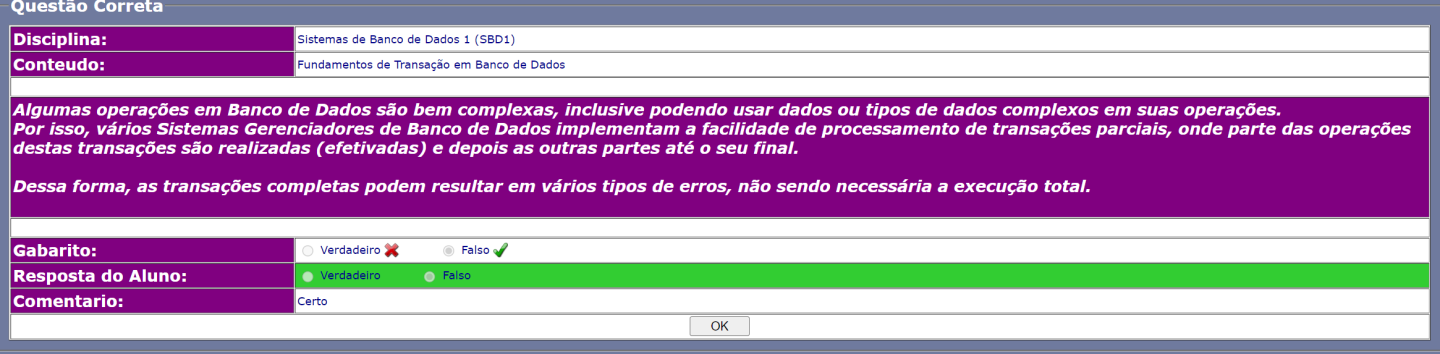 Questão Correta
Disciplina: Sistemas de Banco de Dados 1 (SBD1)
Conteudo: Fundamentos de Transação em Banco de Dados
Algumas operações em Banco de Dados são bem complexas, inclusive podendo usar dados ou tipos de dados complexos em suas operações.
Por isso, vários Sistemas Gerenciadores de Banco de Dados implementam a facilidade de processamento de transações parciais, onde parte das operações
destas transações são realizadas (efetivadas) e depois as outras partes até o seu final.
Dessa forma, as transações completas podem resultar em vários tipos de erros, não sendo necessária a execução total.
Gabarito: Verdadeiro Falso
Resposta do Aluno: Verdadeiro Falso
Comentario: Certo
OK